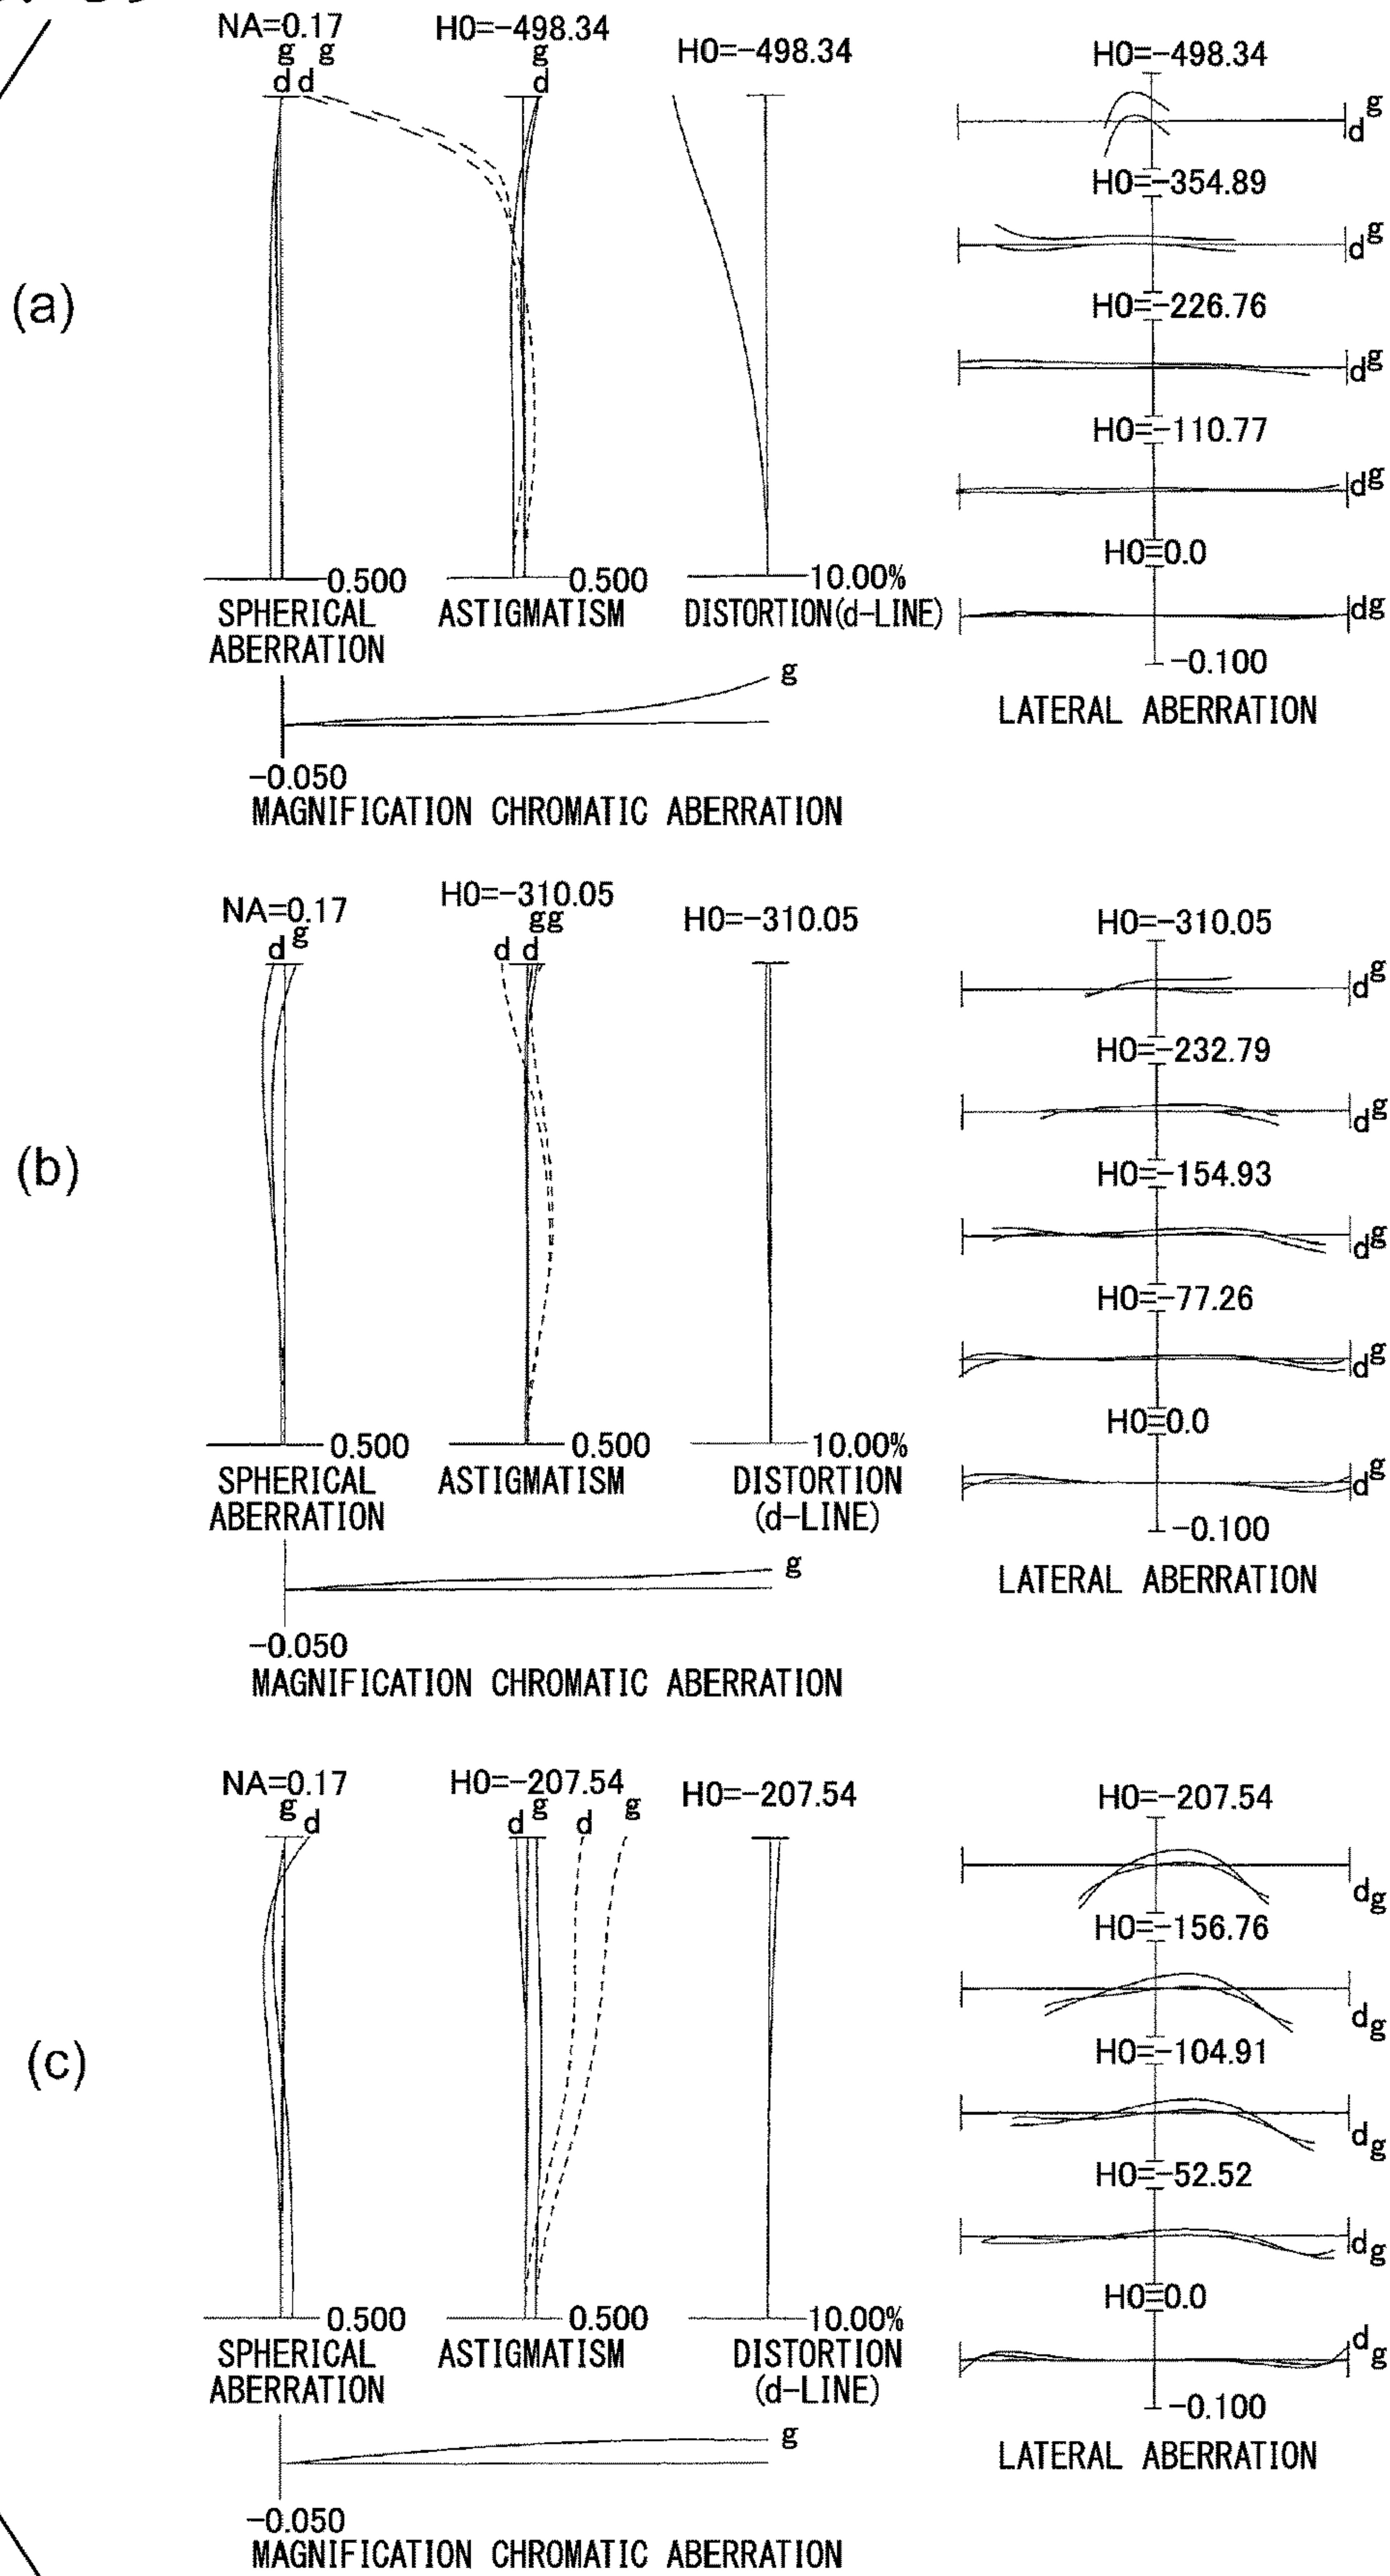 (a)
NA=0.17
g g
d d
H0=-498.34
g
d
H0=-498.34
0.500
SPHERICAL
ABERRATION
0.500
ASTIGMATISM
10.00%
DISTORTION(d-LINE)
g
-0.050
MAGNIFICATION CHROMATIC ABERRATION
H0=-498.34
d g
H0=-354.89
d g
H0=-226.76
d g
H0=-110.77
d g
H0=0.0
d g
-0.100
LATERAL ABERRATION
(b)
NA=0.17
d g
H0=-310.05
g g
d d
H0=-310.05
0.500
SPHERICAL
ABERRATION
0.500
ASTIGMATISM
10.00%
DISTORTION
(d-LINE)
g
-0.050
MAGNIFICATION CHROMATIC ABERRATION
H0=-310.05
d g
H0=-232.79
d g
H0=-154.93
d g
H0=-77.26
d g
H0=0.0
d g
-0.100
LATERAL ABERRATION
(c)
NA=0.17
g d
H0=-207.54
d g d g
H0=-207.54
0.500
SPHERICAL
ABERRATION
0.500
ASTIGMATISM
10.00%
DISTORTION
(d-LINE)
g
-0.050
MAGNIFICATION CHROMATIC ABERRATION
H0=-207.54
d g
H0=-156.76
d g
H0=-104.91
d g
H0=-52.52
d g
H0=0.0
d g
-0.100
LATERAL ABERRATION